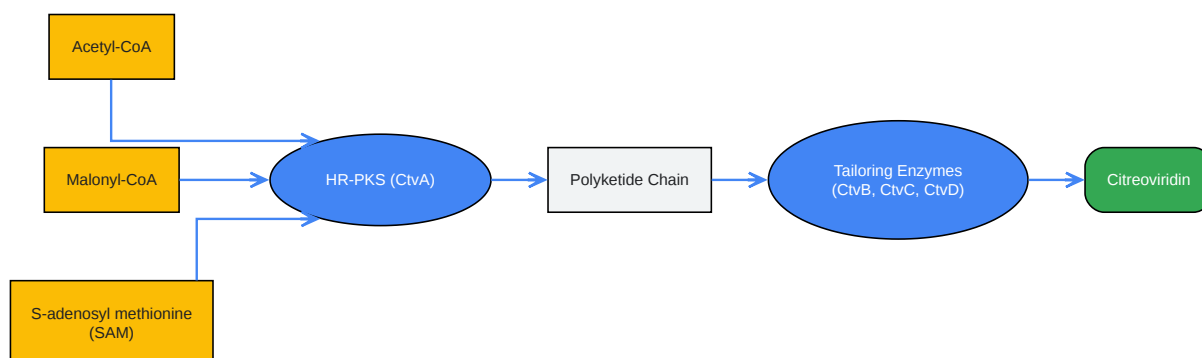 Acetyl-CoA
Malonyl-CoA
S-adenosyl methionine
(SAM)
HR-PKS (CtvA)
Polyketide Chain
Tailoring Enzymes
(CtvB, CtvC, CtvD)
Citreoviridin